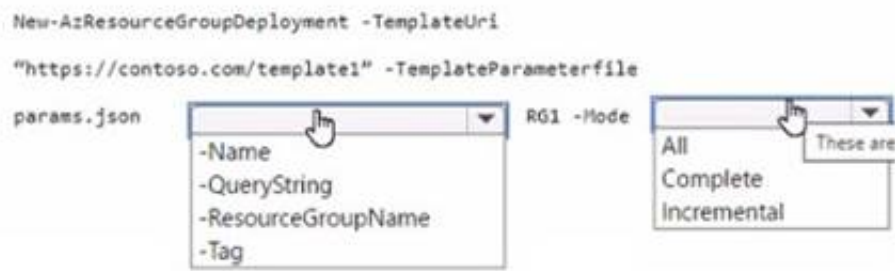 New-AzResourceGroupDeployment -TemplateUri
"https://contoso.com/template1" -TemplateParameterfile
params.json RG1 -Mode
-Name
-QueryString
-ResourceGroupName
-Tag
All
Complete
Incremental
These are